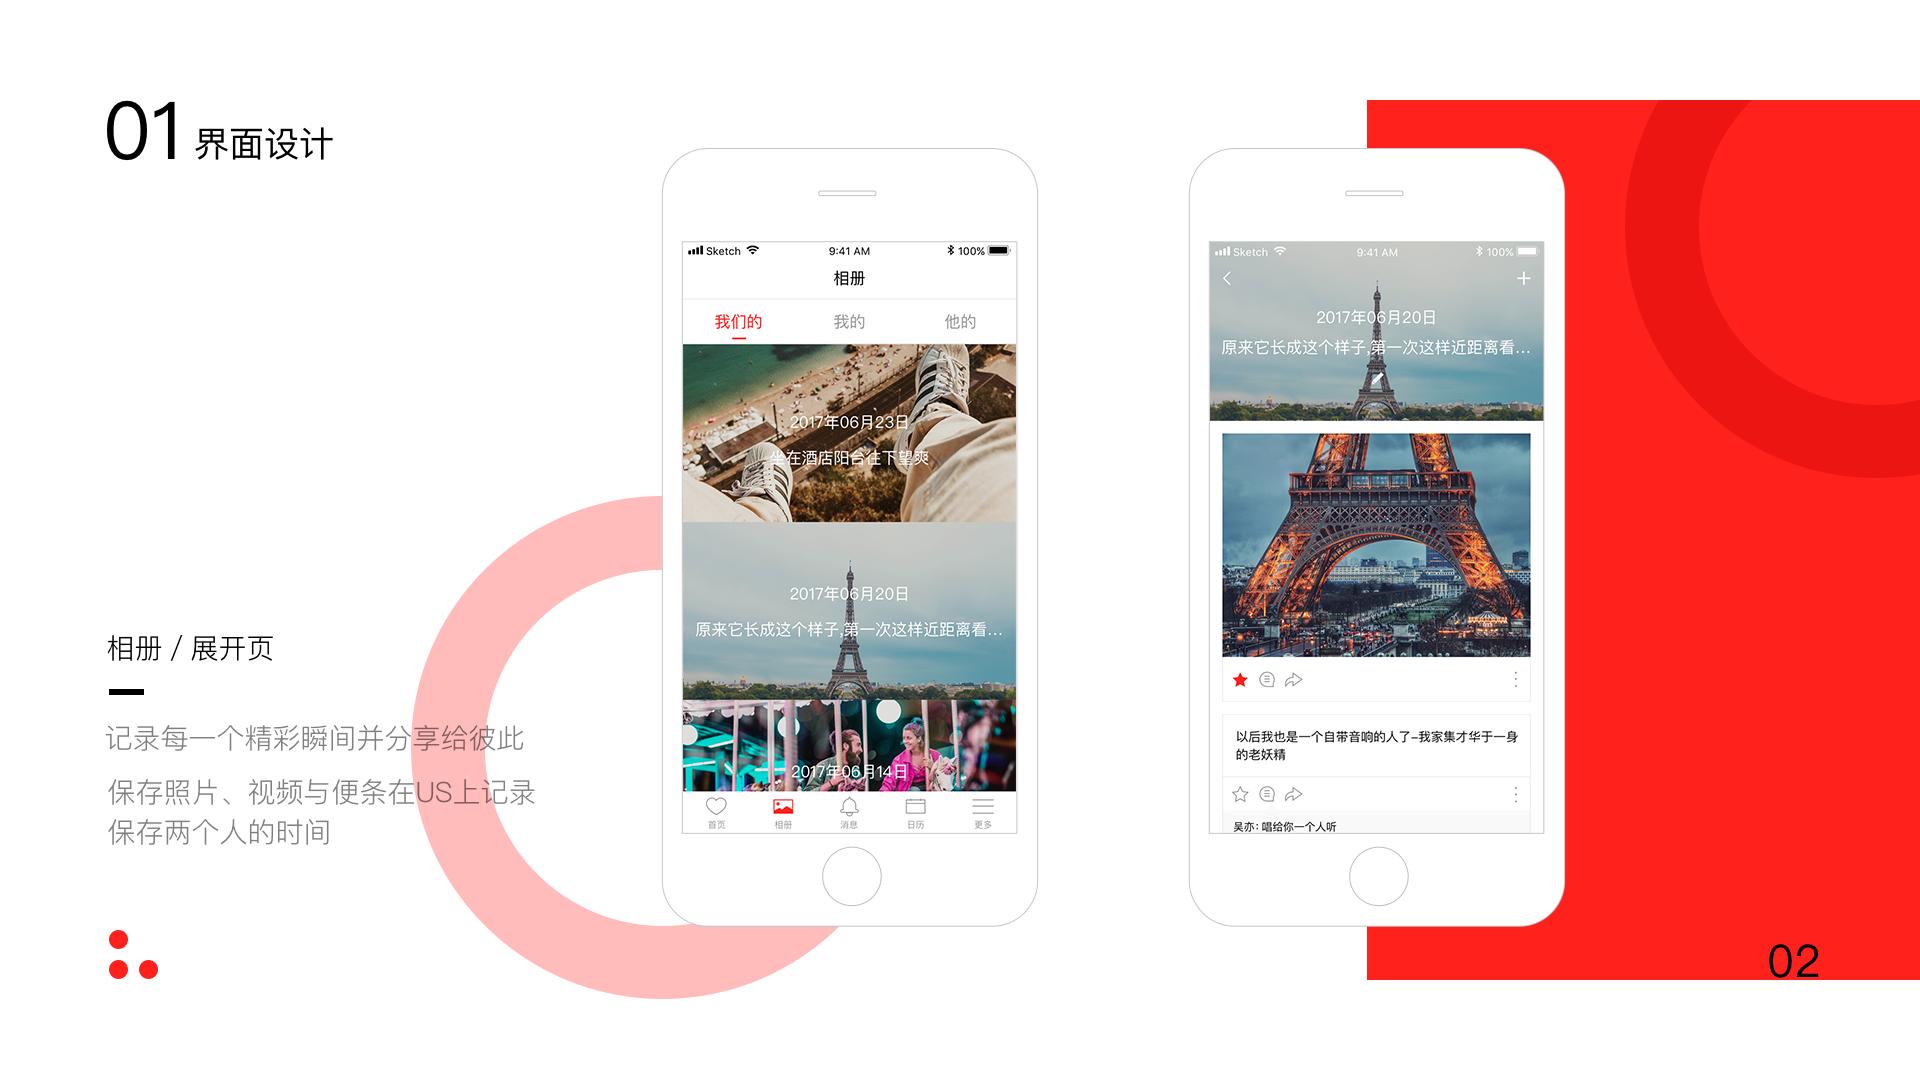 01 界面设计
相册 / 展开页
记录每一个精彩瞬间并分享给彼此
保存照片、视频与便条在US上记录
保存两个人的时间
Sketch 9:41 AM 100%
相册
我们的 我的 他的
2017年06月23日
坐在酒店阳台往下望爽
2017年06月20日
原来它长成这个样子,第一次这样近距离看...
2017年06月14日
首页 相册 消息 日历 更多
Sketch 9:41 AM 100%
2017年06月20日
原来它长成这个样子,第一次这样近距离看...
以后我也是一个自带音响的人了-我家集才华于一身
的老妖精
吴亦: 唱给你一个人听
02